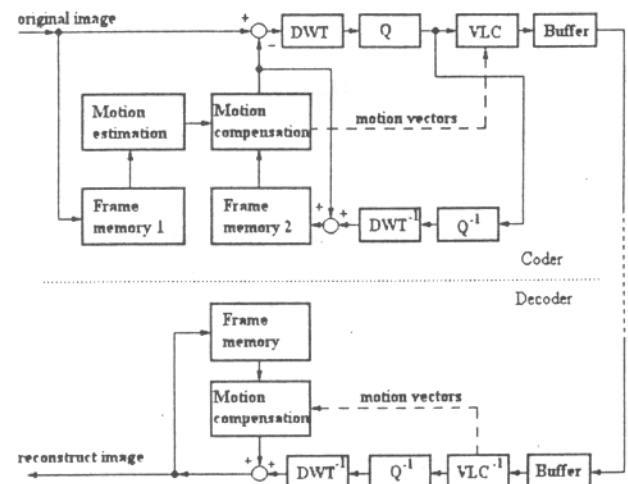 original image
+
−
DWT
Q
VLC
Buffer
Motion
estimation
Motion
compensation
motion vectors
Frame
memory 1
Frame
memory 2
+
+
DWT-1
Q-1
Coder
Decoder
Frame
memory
Motion
compensation
motion vectors
reconstruct image
+
+
DWT-1
Q-1
VLC-1
Buffer